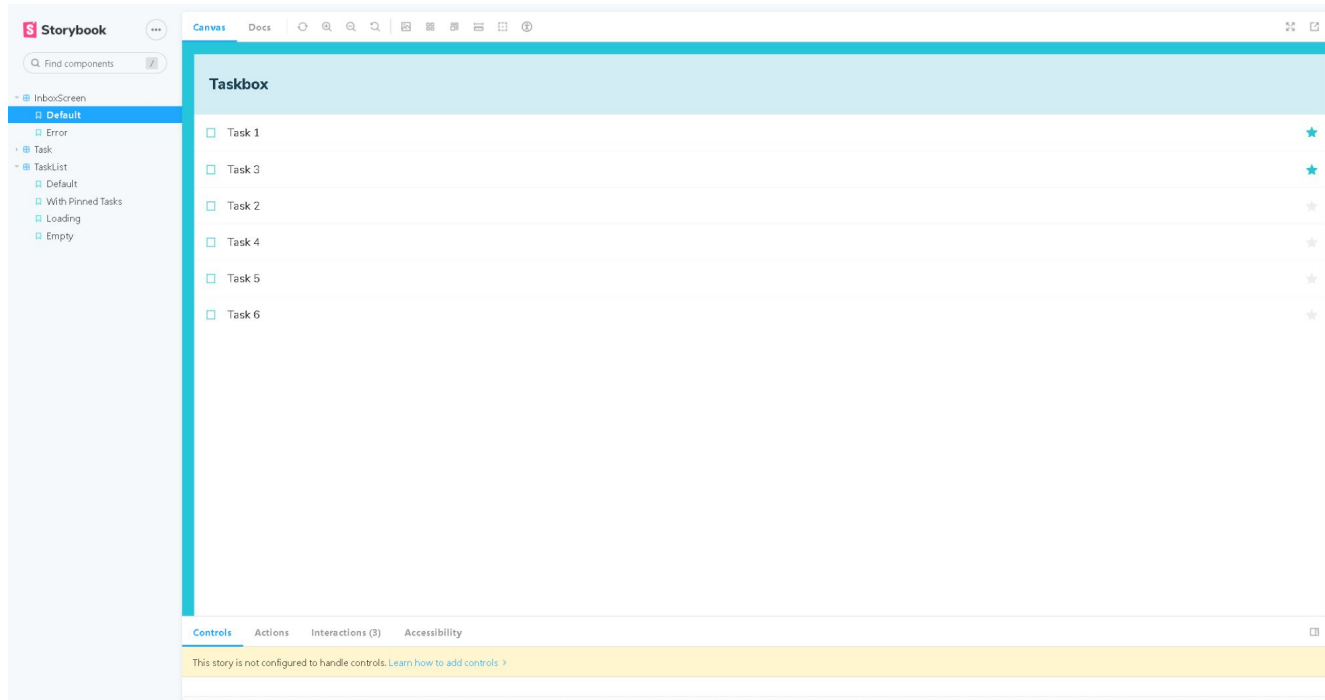 Storybook
Find components
/
InboxScreen
Default
Error
Task
TaskList
Default
With Pinned Tasks
Loading
Empty
Canvas Docs
Taskbox
Task 1
Task 3
Task 2
Task 4
Task 5
Task 6
Controls Actions Interactions (3) Accessibility
This story is not configured to handle controls. Learn how to add controls